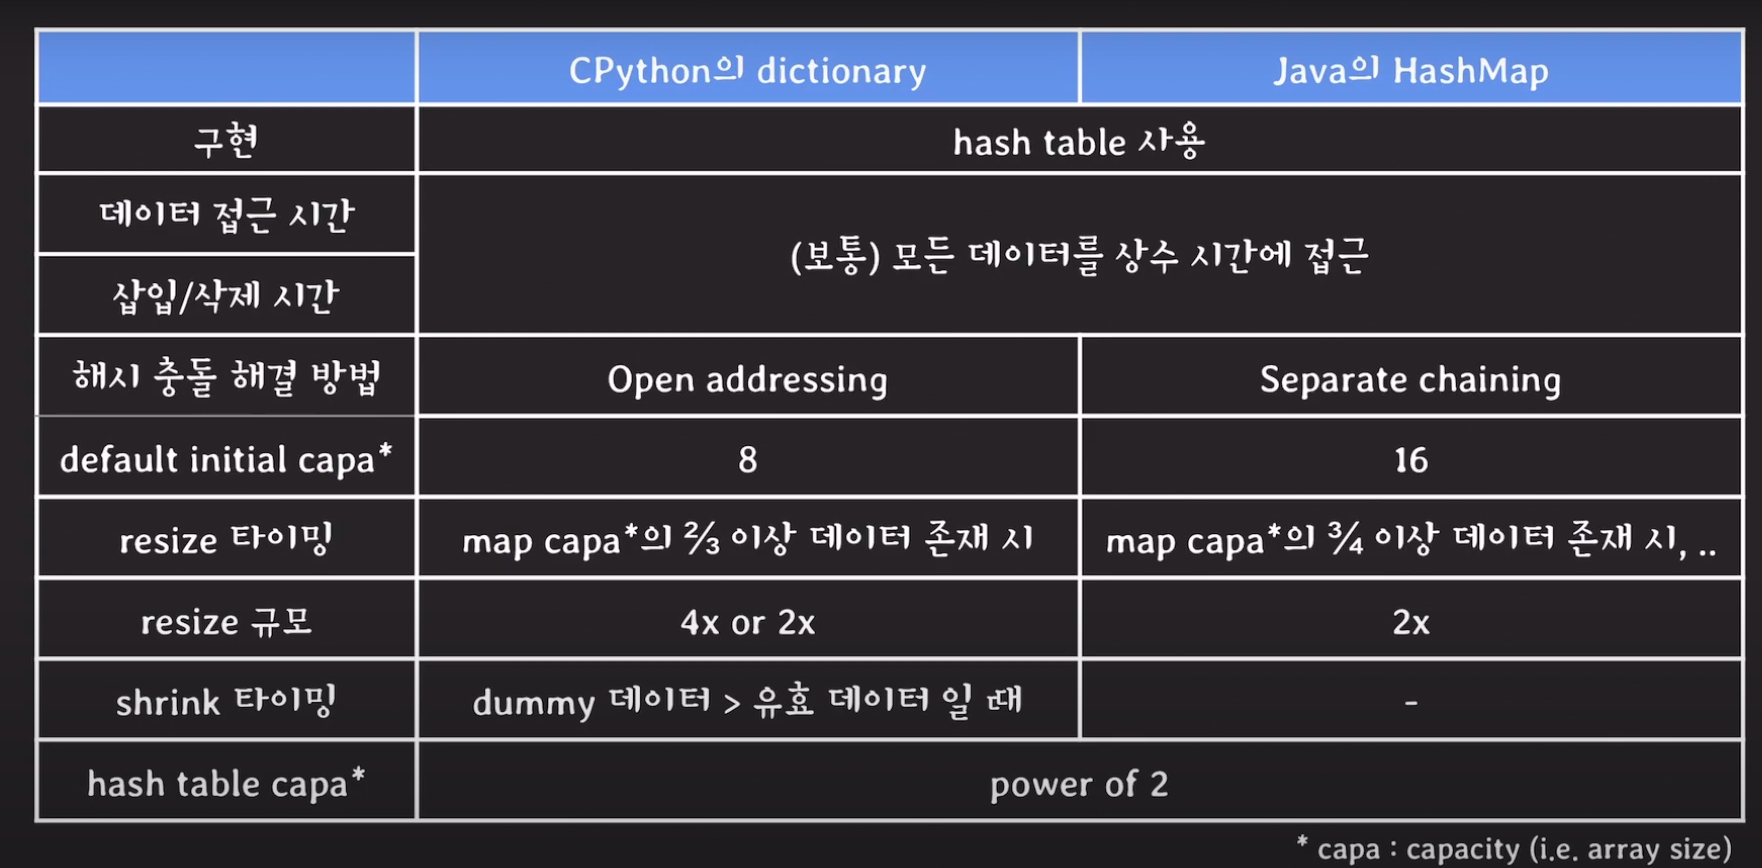 CPython의 dictionary
Java의 HashMap
구현
hash table 사용
데이터 접근 시간
(보통) 모든 데이터를 상수 시간에 접근
삽입/삭제 시간
해시 충돌 해결 방법
Open addressing
Separate chaining
default initial capa*
8
16
resize 타이밍
map capa*의 ⅔ 이상 데이터 존재 시
map capa*의 ¾ 이상 데이터 존재 시, ..
resize 규모
4x or 2x
2x
shrink 타이밍
dummy 데이터 > 유효 데이터 일 때
-
hash table capa*
power of 2
* capa : capacity (i.e. array size)